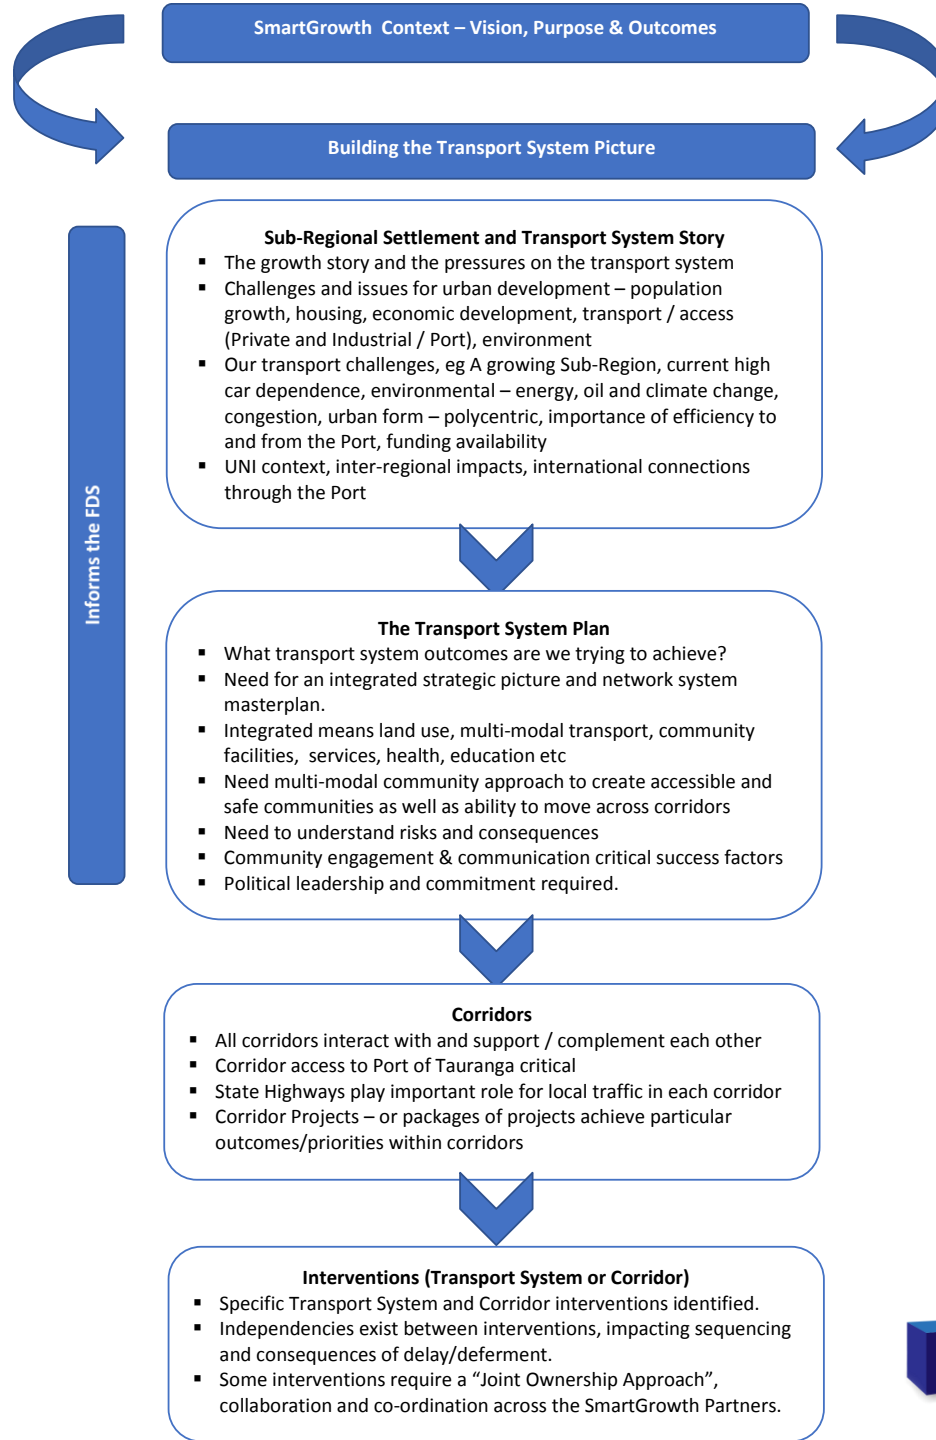 SmartGrowth Context – Vision, Purpose & Outcomes
Building the Transport System Picture
Informs the FDS
Sub-Regional Settlement and Transport System Story
▪ The growth story and the pressures on the transport system
▪ Challenges and issues for urban development – population
growth, housing, economic development, transport / access
(Private and Industrial / Port), environment
▪ Our transport challenges, eg A growing Sub-Region, current high
car dependence, environmental – energy, oil and climate change,
congestion, urban form – polycentric, importance of efficiency to
and from the Port, funding availability
▪ UNI context, inter-regional impacts, international connections
through the Port
The Transport System Plan
▪ What transport system outcomes are we trying to achieve?
▪ Need for an integrated strategic picture and network system
masterplan.
▪ Integrated means land use, multi-modal transport, community
facilities, services, health, education etc
▪ Need multi-modal community approach to create accessible and
safe communities as well as ability to move across corridors
▪ Need to understand risks and consequences
▪ Community engagement & communication critical success factors
▪ Political leadership and commitment required.
Corridors
▪ All corridors interact with and support / complement each other
▪ Corridor access to Port of Tauranga critical
▪ State Highways play important role for local traffic in each corridor
▪ Corridor Projects – or packages of projects achieve particular
outcomes/priorities within corridors
Interventions (Transport System or Corridor)
▪ Specific Transport System and Corridor interventions identified.
▪ Independencies exist between interventions, impacting sequencing
and consequences of delay/deferment.
▪ Some interventions require a “Joint Ownership Approach”,
collaboration and co-ordination across the SmartGrowth Partners.